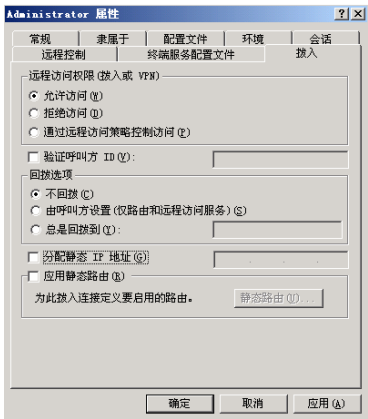 Administrator 属性
常规 隶属于 配置文件 环境 会话
远程控制 终端服务配置文件 拨入
远程访问权限(拨入或 VPN)
允许访问(W)
拒绝访问(D)
通过远程访问策略控制访问(P)
验证呼叫方 ID(V):
回拨选项
不回拨(C)
由呼叫方设置(仅路由和远程访问服务)(S)
总是回拨到(Y):
分配静态 IP 地址(G)
应用静态路由(R)
为此拨入连接定义要启用的路由。 静态路由(U)...
确定 取消 应用(A)